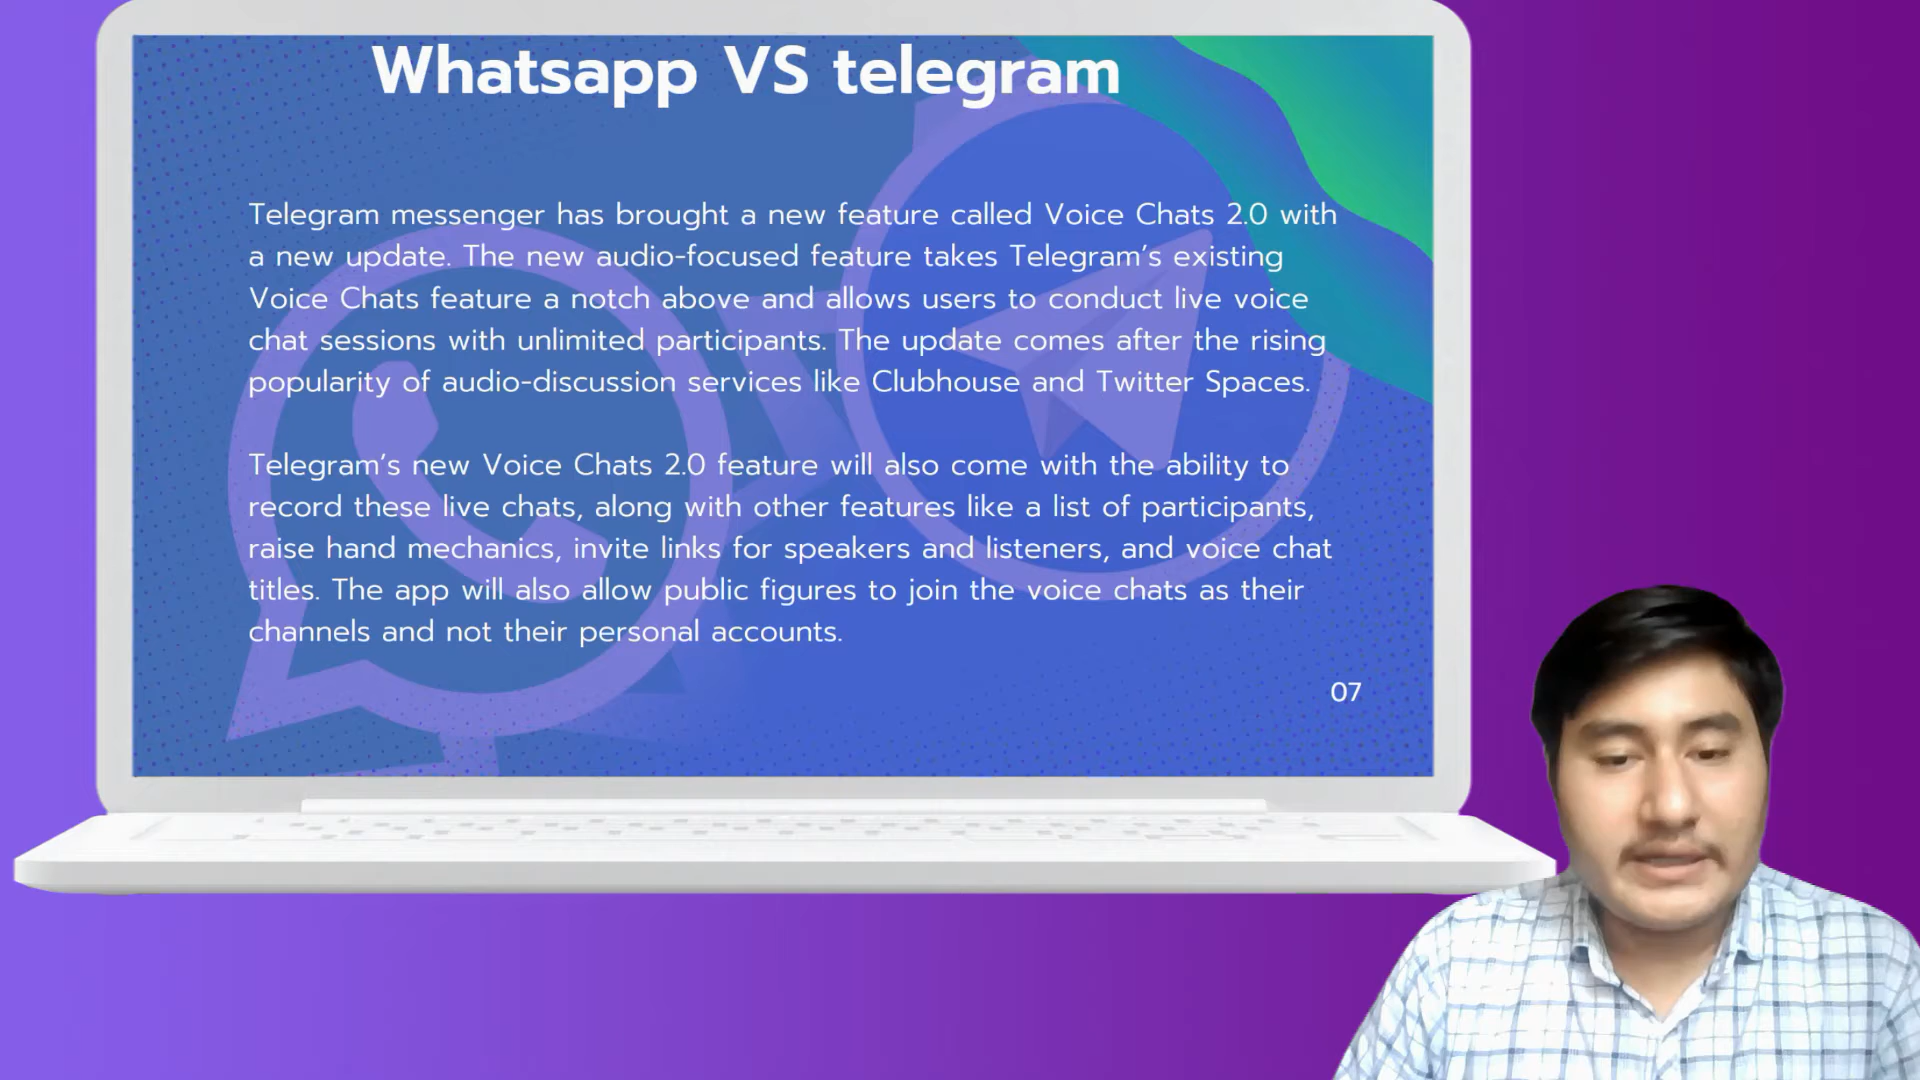 Whatsapp VS telegram
Telegram messenger has brought a new feature called Voice Chats 2.0 with
a new update. The new audio-focused feature takes Telegram’s existing
Voice Chats feature a notch above and allows users to conduct live voice
chat sessions with unlimited participants. The update comes after the rising
popularity of audio-discussion services like Clubhouse and Twitter Spaces.
Telegram’s new Voice Chats 2.0 feature will also come with the ability to
record these live chats, along with other features like a list of participants,
raise hand mechanics, invite links for speakers and listeners, and voice chat
titles. The app will also allow public figures to join the voice chats as their
channels and not their personal accounts.
07